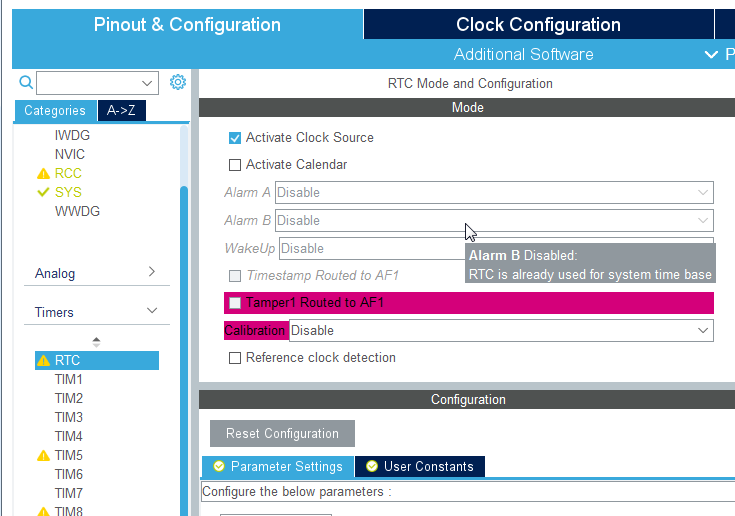 Pinout & Configuration
Clock Configuration
Additional Software
P
Categories
A->Z
IWDG
NVIC
RCC
SYS
WWDG
Analog
Timers
RTC
TIM1
TIM2
TIM3
TIM4
TIM5
TIM6
TIM7
TIM8
RTC Mode and Configuration
Mode
Activate Clock Source
Activate Calendar
Alarm A Disable
Alarm B Disable
WakeUp Disable
Alarm B Disabled:
RTC is already used for system time base
Timestamp Routed to AF1
Tamper1 Routed to AF1
Calibration Disable
Reference clock detection
Configuration
Reset Configuration
Parameter Settings
User Constants
Configure the below parameters :